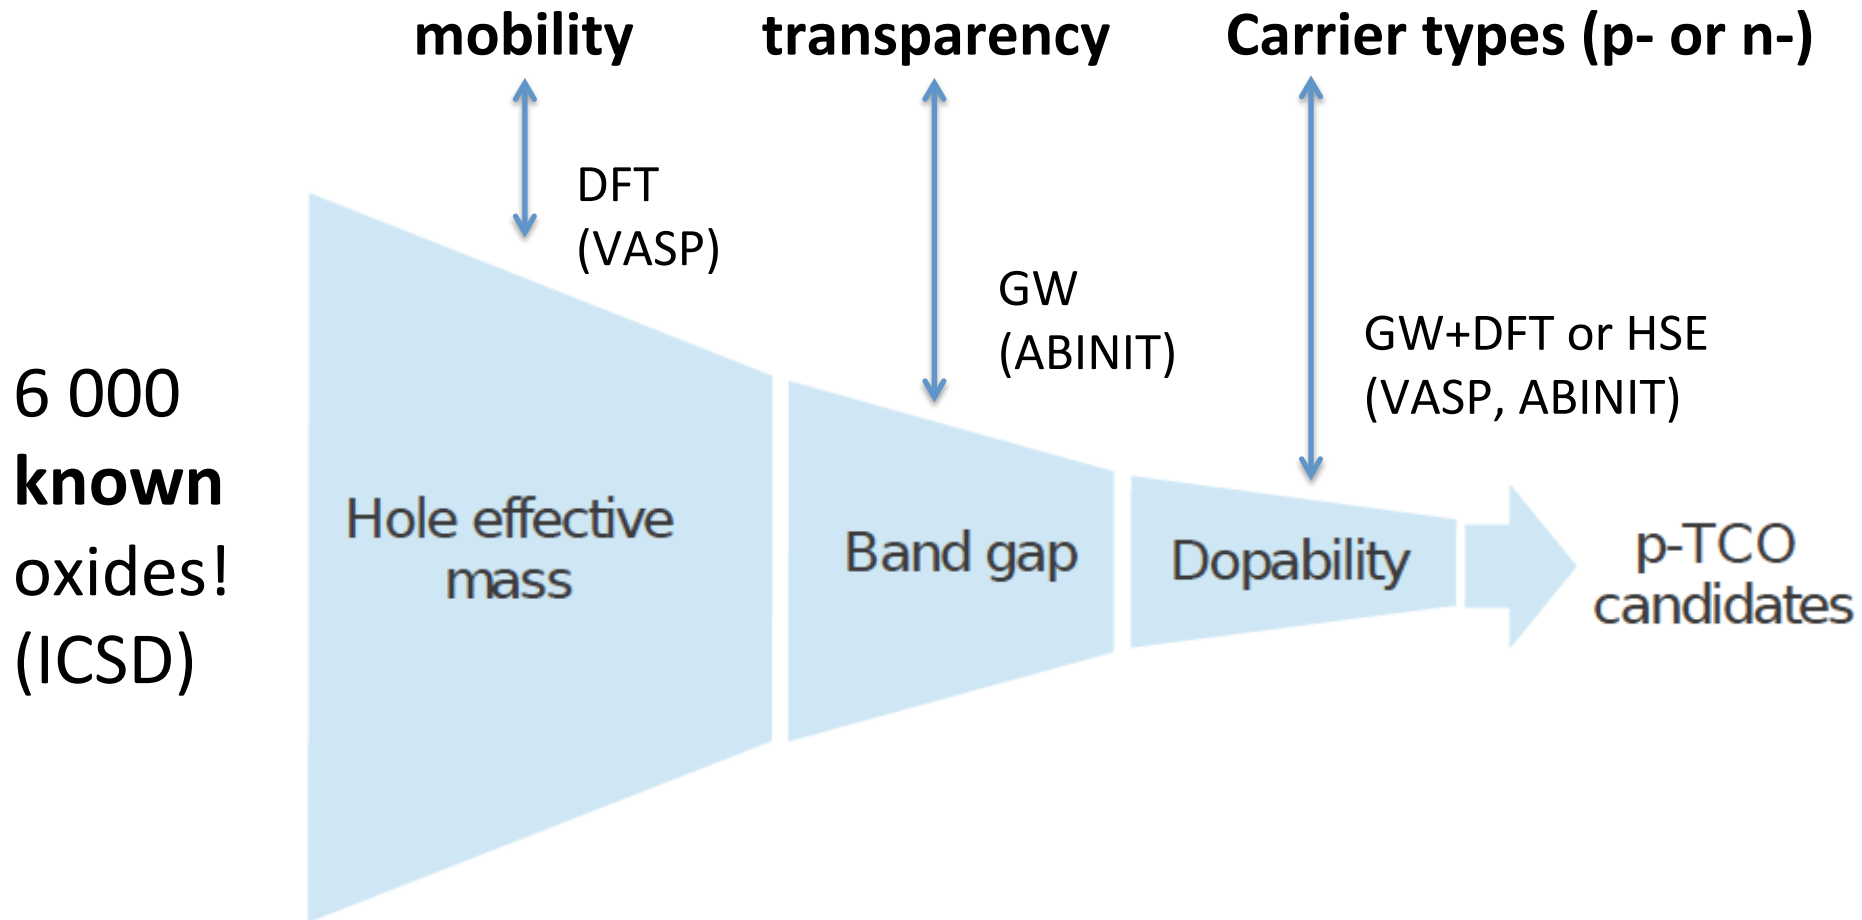 mobility
transparency
Carrier types (p- or n-)
DFT
(VASP)
GW
(ABINIT)
GW+DFT or HSE
(VASP, ABINIT)
6 000
known
oxides!
(ICSD)
Hole effective
mass
Band gap
Dopability
p-TCO
candidates